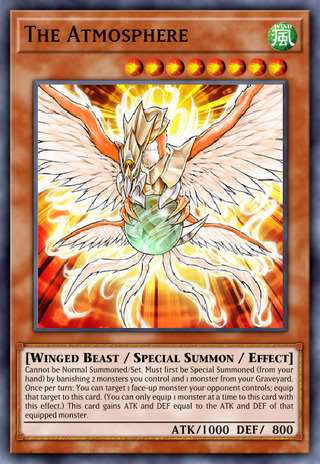 The Atmosphere
WIND
風
[Winged Beast / Special Summon / Effect]
Cannot be Normal Summoned/Set. Must first be Special Summoned (from your
hand) by banishing 2 monsters you control and 1 monster from your Graveyard.
Once per turn: You can target 1 face-up monster your opponent controls; equip
that target to this card. (You can only equip 1 monster at a time to this card with
this effect.) This card gains ATK and DEF equal to the ATK and DEF of that
equipped monster.
ATK/1000 DEF/ 800